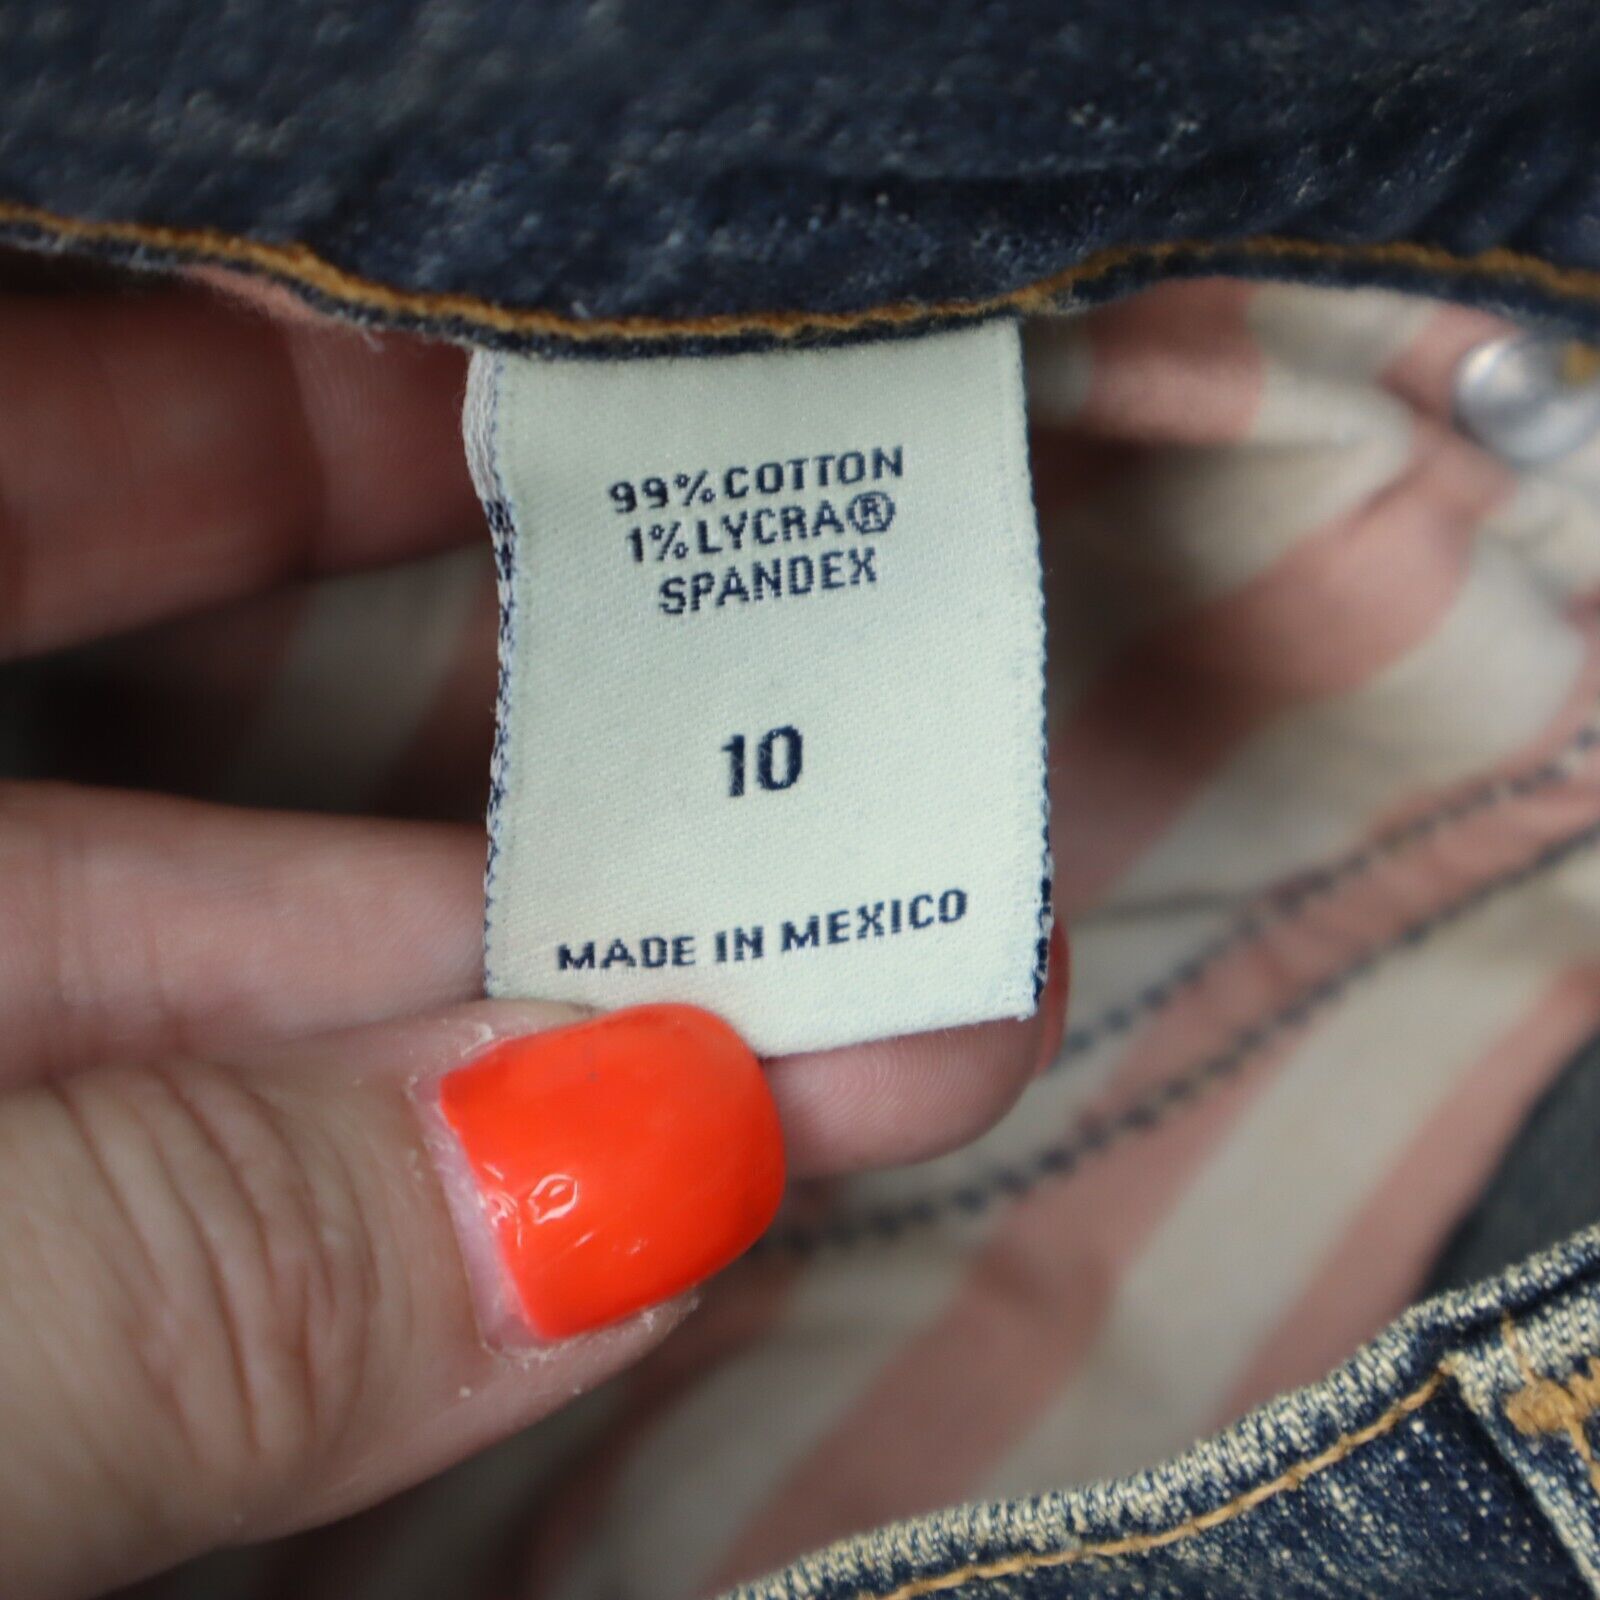 99% COTTON
1% LYCRA®
SPANDEX
10
MADE IN MEXICO